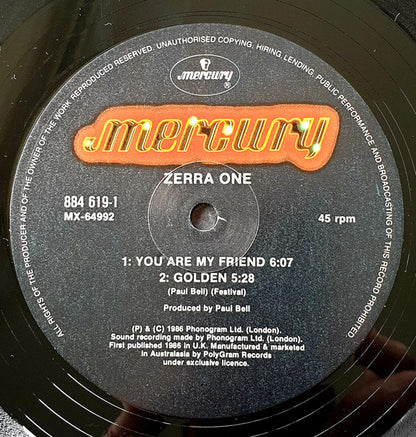 ALL RIGHTS OF THE PRODUCER AND OF THE OWNER OF THE WORK REPRODUCED RESERVED. UNAUTHORISED COPYING, HIRING, LENDING, PUBLIC PERFORMANCE AND BROADCASTING OF THIS RECORD PROHIBITED
mercury
®
mercury
ZERRA ONE
884 619-1
MX-64992
45 rpm
1: YOU ARE MY FRIEND 6:07
2: GOLDEN 5:28
(Paul Bell) (Festival)
Produced by Paul Bell
(P) & (C) 1986 Phonogram Ltd. (London).
Sound recording made by Phonogram Ltd. (London).
First published 1986 in U.K. Manufactured & marketed
in Australasia by PolyGram Records
under exclusive licence.